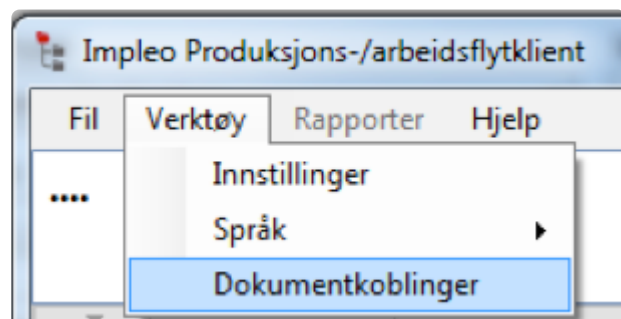 Impleo Produksjons-/arbeidsflytklient
Fil Verktøy Rapporter Hjelp
Innstillinger
Språk
Dokumentkoblinger